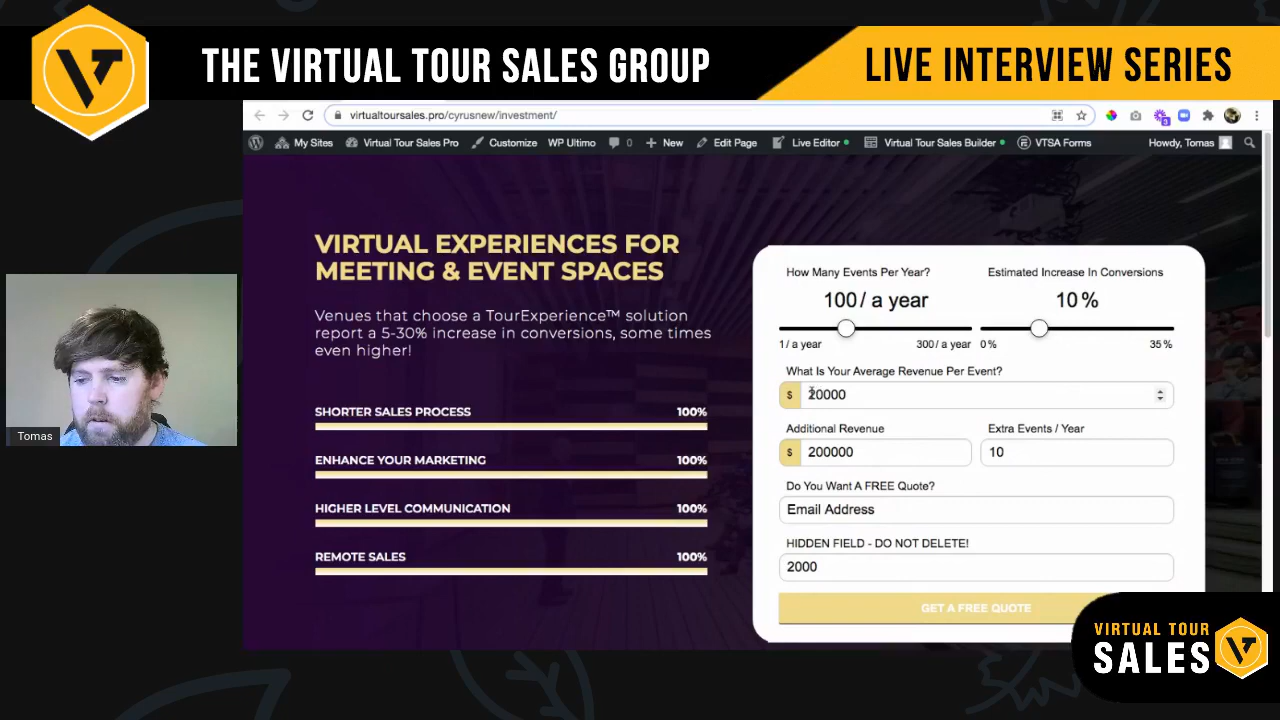 THE VIRTUAL TOUR SALES GROUP
LIVE INTERVIEW SERIES
virtualtoursales.pro/cyrusnew/investment/
My Sites Virtual Tour Sales Pro Customize WP Ultimo 0 New Edit Page Live Editor Virtual Tour Sales Builder VTSA Forms Howdy, Tomas
VIRTUAL EXPERIENCES FOR
MEETING & EVENT SPACES
Venues that choose a TourExperience™ solution
report a 5-30% increase in conversions, some times
even higher!
SHORTER SALES PROCESS 100%
ENHANCE YOUR MARKETING 100%
HIGHER LEVEL COMMUNICATION 100%
REMOTE SALES 100%
How Many Events Per Year? Estimated Increase In Conversions
100 / a year 10 %
1 / a year 300 / a year 0 % 35 %
What Is Your Average Revenue Per Event?
$ 20000
Additional Revenue Extra Events / Year
$ 200000 10
Do You Want A FREE Quote?
Email Address
HIDDEN FIELD - DO NOT DELETE!
2000
GET A FREE QUOTE
Tomas
VIRTUAL TOUR
SALES